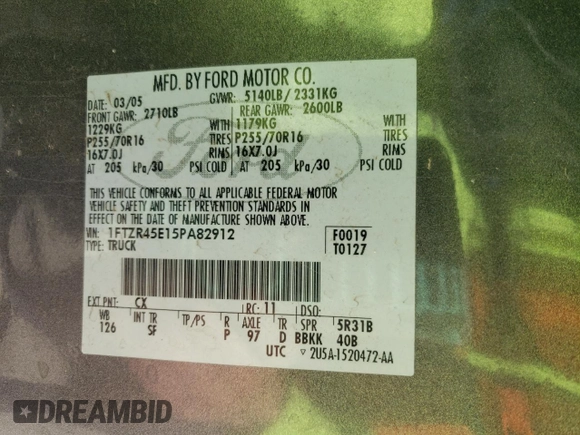 MFD. BY FORD MOTOR CO.
DATE: 03/05 GVWR: 5140LB/ 2331KG
FRONT GAWR: 2710LB REAR GAWR: 2600LB
1229KG WITH 1179KG WITH
P255/70R16 TIRES P255/70R16 TIRES
16X7.0J RIMS 16X7.0J RIMS
AT 205 kPa/30 PSI COLD AT 205 kPa/30 PSI COLD
Ford
THIS VEHICLE CONFORMS TO ALL APPLICABLE FEDERAL MOTOR
VEHICLE SAFETY AND THEFT PREVENTION STANDARDS IN
EFFECT ON THE DATE OF MANUFACTURE SHOWN ABOVE.
VIN: 1FTZR45E15PA82912 F0019
TYPE: TRUCK T0127
EXT PNT: CX RC: 11 DSO:
WB INT TR TP/PS R AXLE TR SPR 5R31B
126 SF P 97 D BBKK 40B
UTC ▽ 2U5A-1520472-AA
DREAMBID